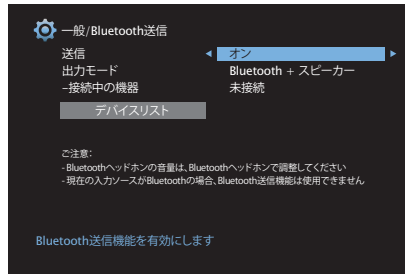 一般/Bluetooth送信
送信 オン
出力モード Bluetooth + スピーカー
–接続中の機器 未接続
デバイスリスト
ご注意：
- Bluetoothヘッドホンの音量は、Bluetoothヘッドホンで調整してください
- 現在の入力ソースがBluetoothの場合、Bluetooth送信機能は使用できません
Bluetooth送信機能を有効にします